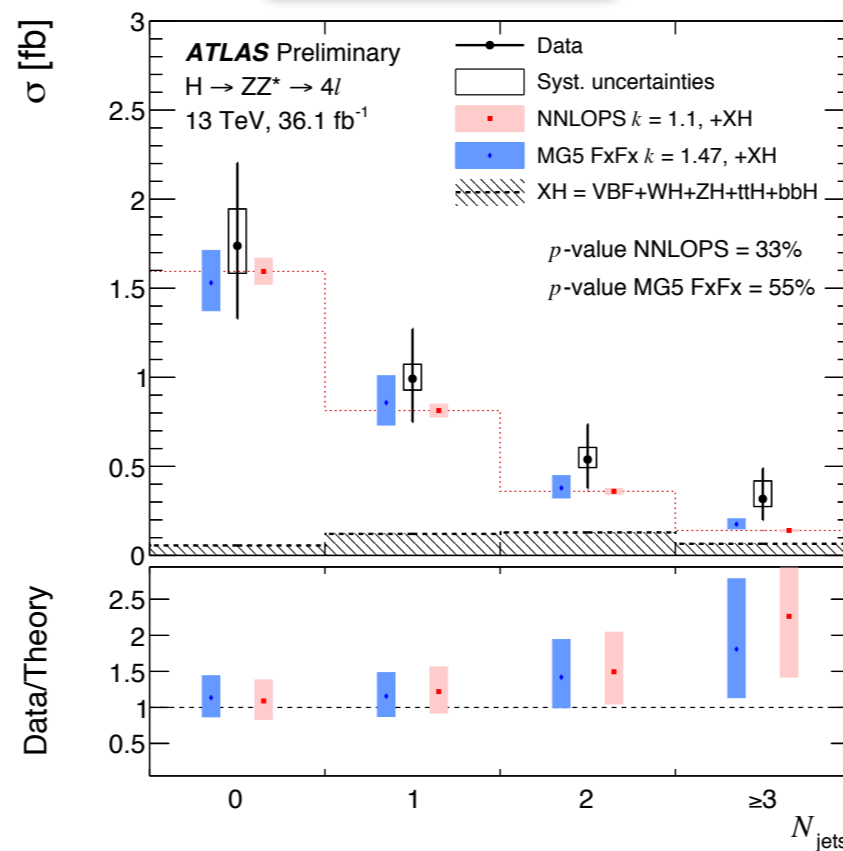 σ [fb]
3
2.5
2
1.5
1
0.5
0
ATLAS Preliminary
H → ZZ* → 4l
13 TeV, 36.1 fb⁻¹
Data
Syst. uncertainties
NNLOPS k = 1.1, +XH
MG5 FxFx k = 1.47, +XH
XH = VBF+WH+ZH+ttH+bbH
p-value NNLOPS = 33%
p-value MG5 FxFx = 55%
Data/Theory
2.5
2
1.5
1
0.5
0 1 2 ≥3
N jets